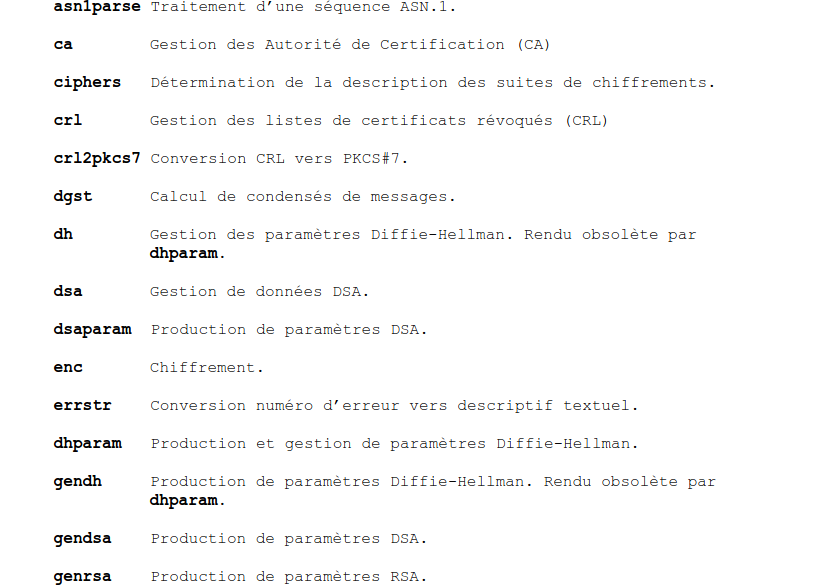 asn1parse Traitement d’une séquence ASN.1.
ca Gestion des Autorité de Certification (CA)
ciphers Détermination de la description des suites de chiffrements.
crl Gestion des listes de certificats révoqués (CRL)
crl2pkcs7 Conversion CRL vers PKCS#7.
dgst Calcul de condensés de messages.
dh Gestion des paramètres Diffie-Hellman. Rendu obsolète par
dhparam.
dsa Gestion de données DSA.
dsaparam Production de paramètres DSA.
enc Chiffrement.
errstr Conversion numéro d’erreur vers descriptif textuel.
dhparam Production et gestion de paramètres Diffie-Hellman.
gendh Production de paramètres Diffie-Hellman. Rendu obsolète par
dhparam.
gendsa Production de paramètres DSA.
genrsa Production de paramètres RSA.